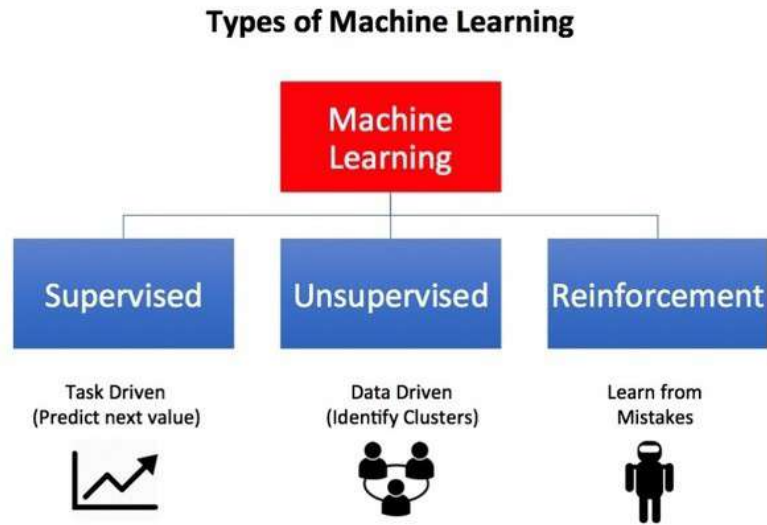 Types of Machine Learning
Machine
Learning
Supervised
Unsupervised
Reinforcement
Task Driven
(Predict next value)
Data Driven
(Identify Clusters)
Learn from
Mistakes